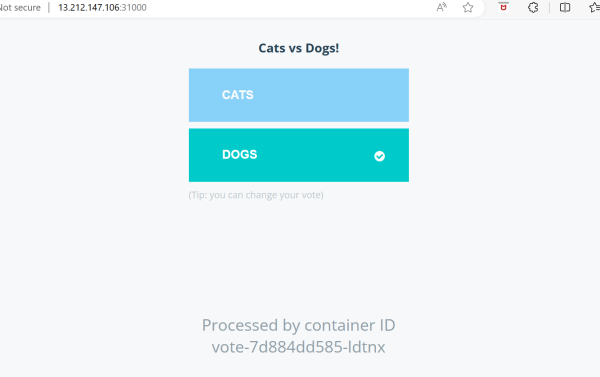 Not secure | 13.212.147.106:31000
Cats vs Dogs!
CATS
DOGS
(Tip: you can change your vote)
Processed by container ID
vote-7d884dd585-ldtnx